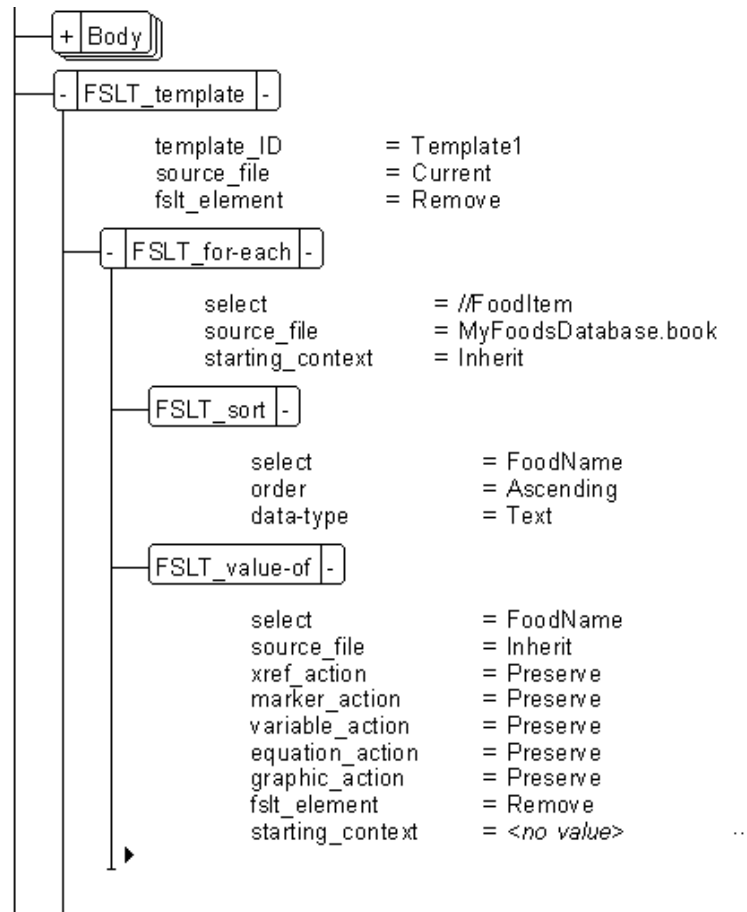 + Body
- FSLT_template -
template_ID = Template1
source_file = Current
fslt_element = Remove
- FSLT_for-each -
select = //FoodItem
source_file = MyFoodsDatabase.book
starting_context = Inherit
FSLT_sort -
select = FoodName
order = Ascending
data-type = Text
FSLT_value-of -
select = FoodName
source_file = Inherit
xref_action = Preserve
marker_action = Preserve
variable_action = Preserve
equation_action = Preserve
graphic_action = Preserve
fslt_element = Remove
starting_context = <no value> ..